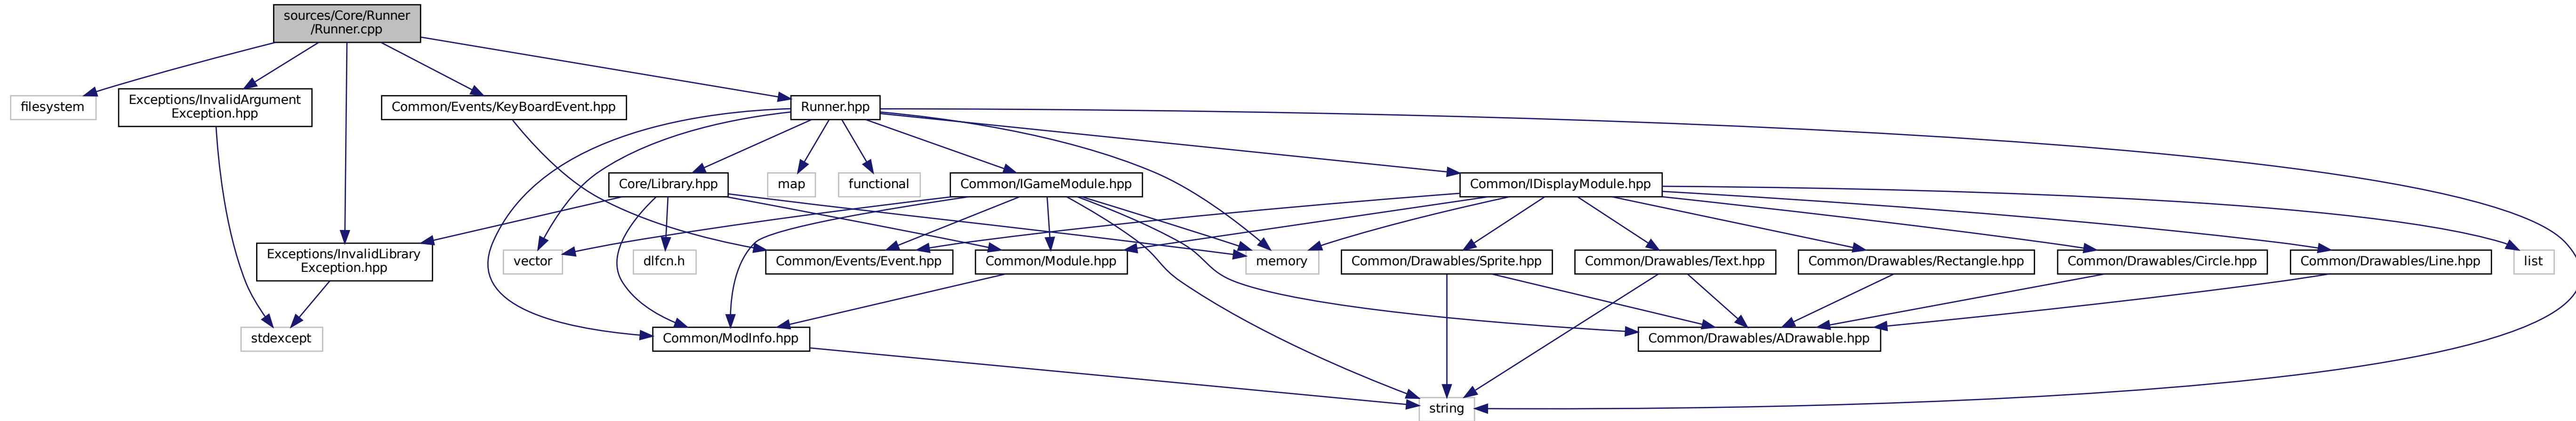 sources/Core/Runner
/Runner.cpp
filesystem
Exceptions/InvalidArgument
Exception.hpp
Common/Events/KeyBoardEvent.hpp
Runner.hpp
Core/Library.hpp
map
functional
Common/IGameModule.hpp
Common/IDisplayModule.hpp
Exceptions/InvalidLibrary
Exception.hpp
vector
dlfcn.h
Common/Events/Event.hpp
Common/Module.hpp
memory
Common/Drawables/Sprite.hpp
Common/Drawables/Text.hpp
Common/Drawables/Rectangle.hpp
Common/Drawables/Circle.hpp
Common/Drawables/Line.hpp
list
stdexcept
Common/ModInfo.hpp
Common/Drawables/ADrawable.hpp
string